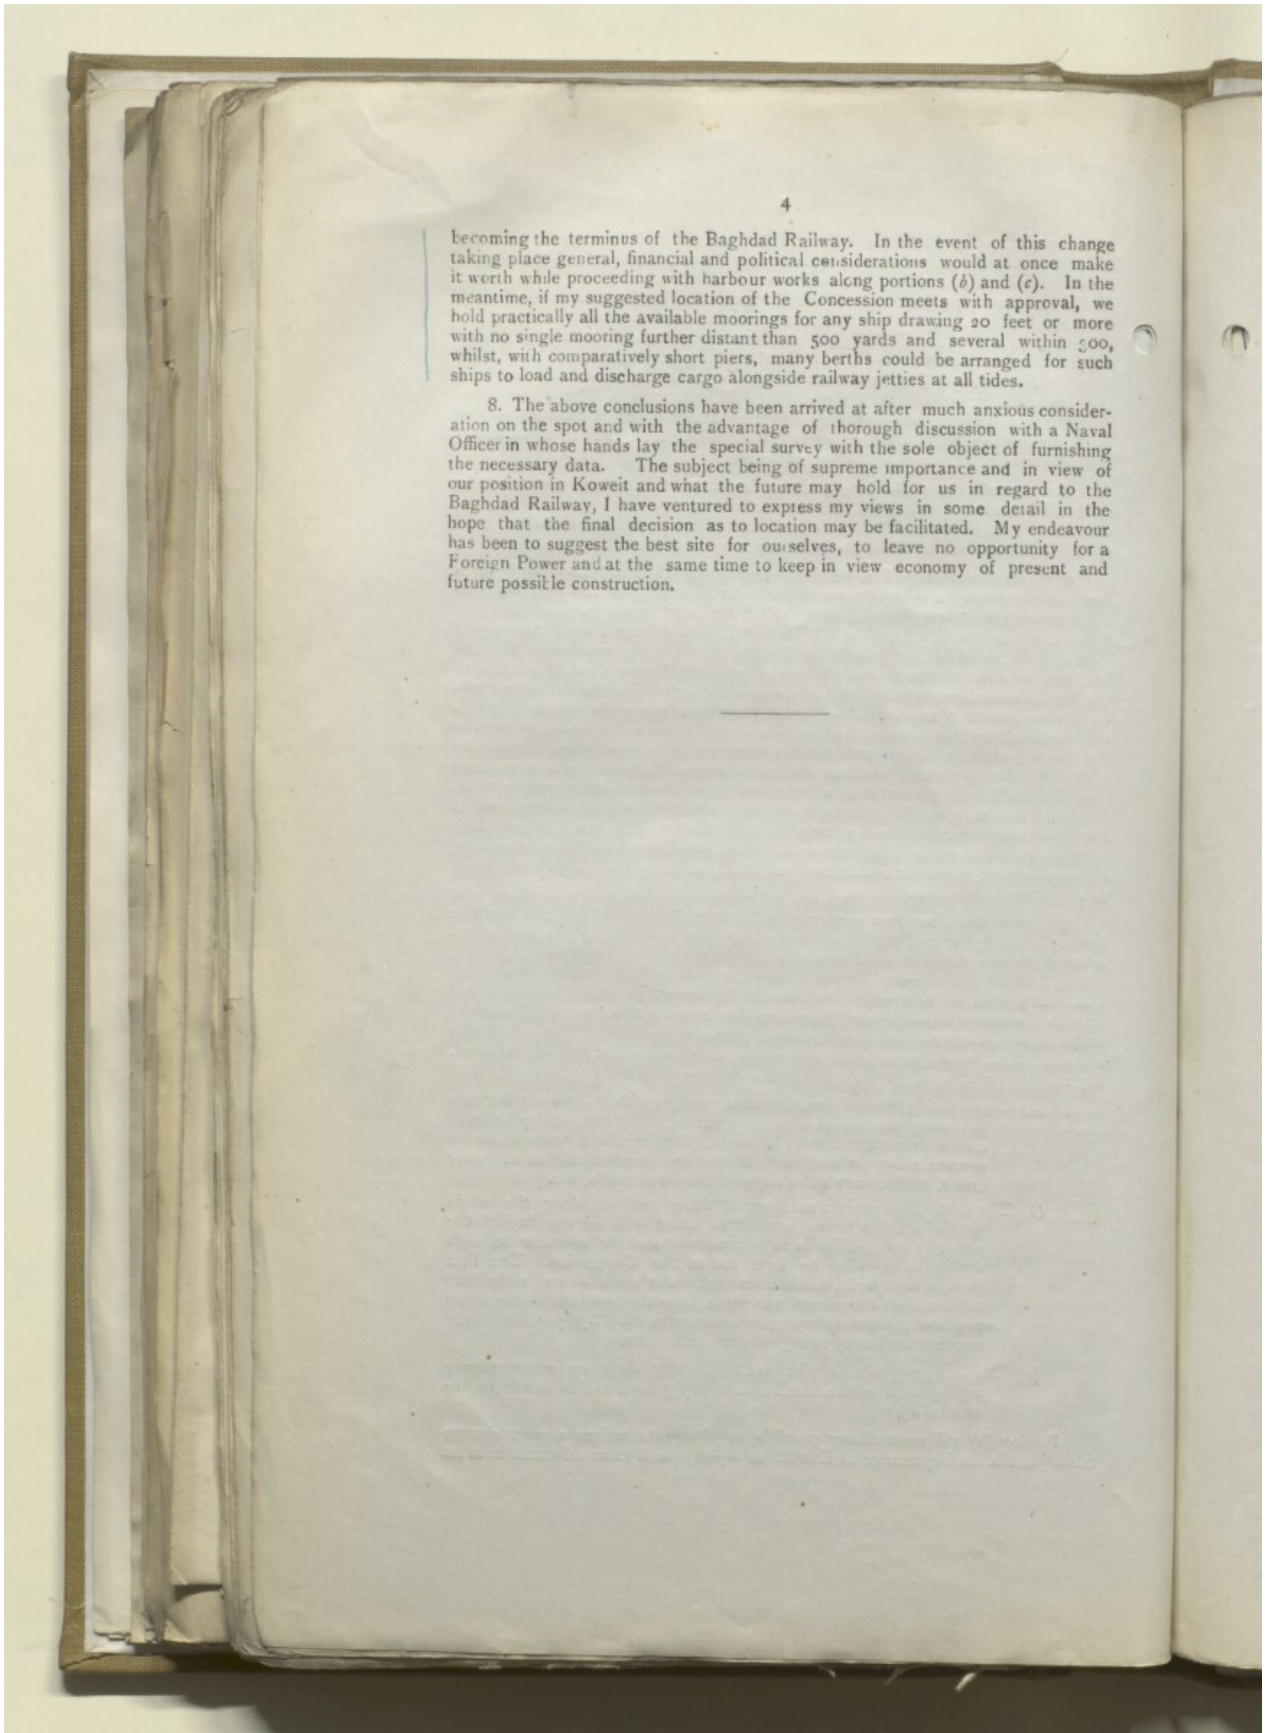 4
becoming the terminus of the Baghdad Railway. In the event of this change
taking place general, financial and political considerations would at once make
it worth while proceeding with harbour works along portions (b) and (c). In the
meantime, if my suggested location of the Concession meets with approval, we
hold practically all the available moorings for any ship drawing 20 feet or more
with no single mooring further distant than 500 yards and several within
whilst, with comparatively short piers, many berths could be arranged for such
ships to load and discharge cargo alongside railway jetties at all tides.
8. The above conclusions have been arrived at after much anxious consider-
ation on the spot and with the advantage of thorough discussion with a Naval
Officer in whose hands lay the special survey with the sole object of furnishing
the necessary data. The subject being of supreme importance and in view of
our position in Koweit and what the future may hold for us in regard to the
Baghdad Railway, I have ventured to express my views in some detail in the
hope that the final decision as to location may be facilitated. My endeavour
has been to suggest the best site for ourselves, to leave no opportunity for a
Foreign Power and at the same time to keep in view economy of present and
future possible construction.